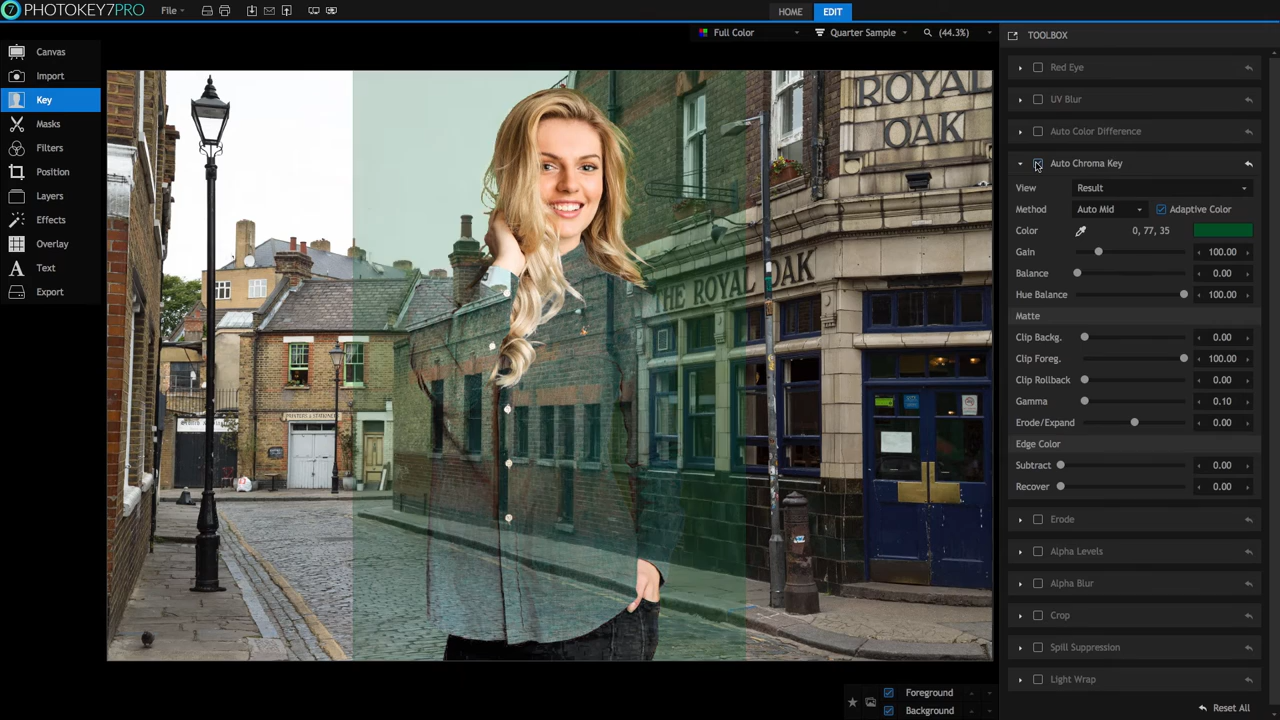 PHOTOKEY7PRO
File
HOME
EDIT
Full Color
Quarter Sample
(44.3%)
TOOLBOX
Canvas
Import
Key
Masks
Filters
Position
Layers
Effects
Overlay
Text
Export
Red Eye
UV Blur
Auto Color Difference
Auto Chroma Key
View Result
Method Auto Mid Adaptive Color
Color 0, 77, 35
Gain 100.00
Balance 0.00
Hue Balance 100.00
Matte
Clip Backg. 0.00
Clip Foreg. 100.00
Clip Rollback 0.00
Gamma 0.10
Erode/Expand 0.00
Edge Color
Subtract 0.00
Recover 0.00
Erode
Alpha Levels
Alpha Blur
Crop
Spill Suppression
Light Wrap
Reset All
ROYAL
OAK
THE ROYAL OAK
Foreground
Background